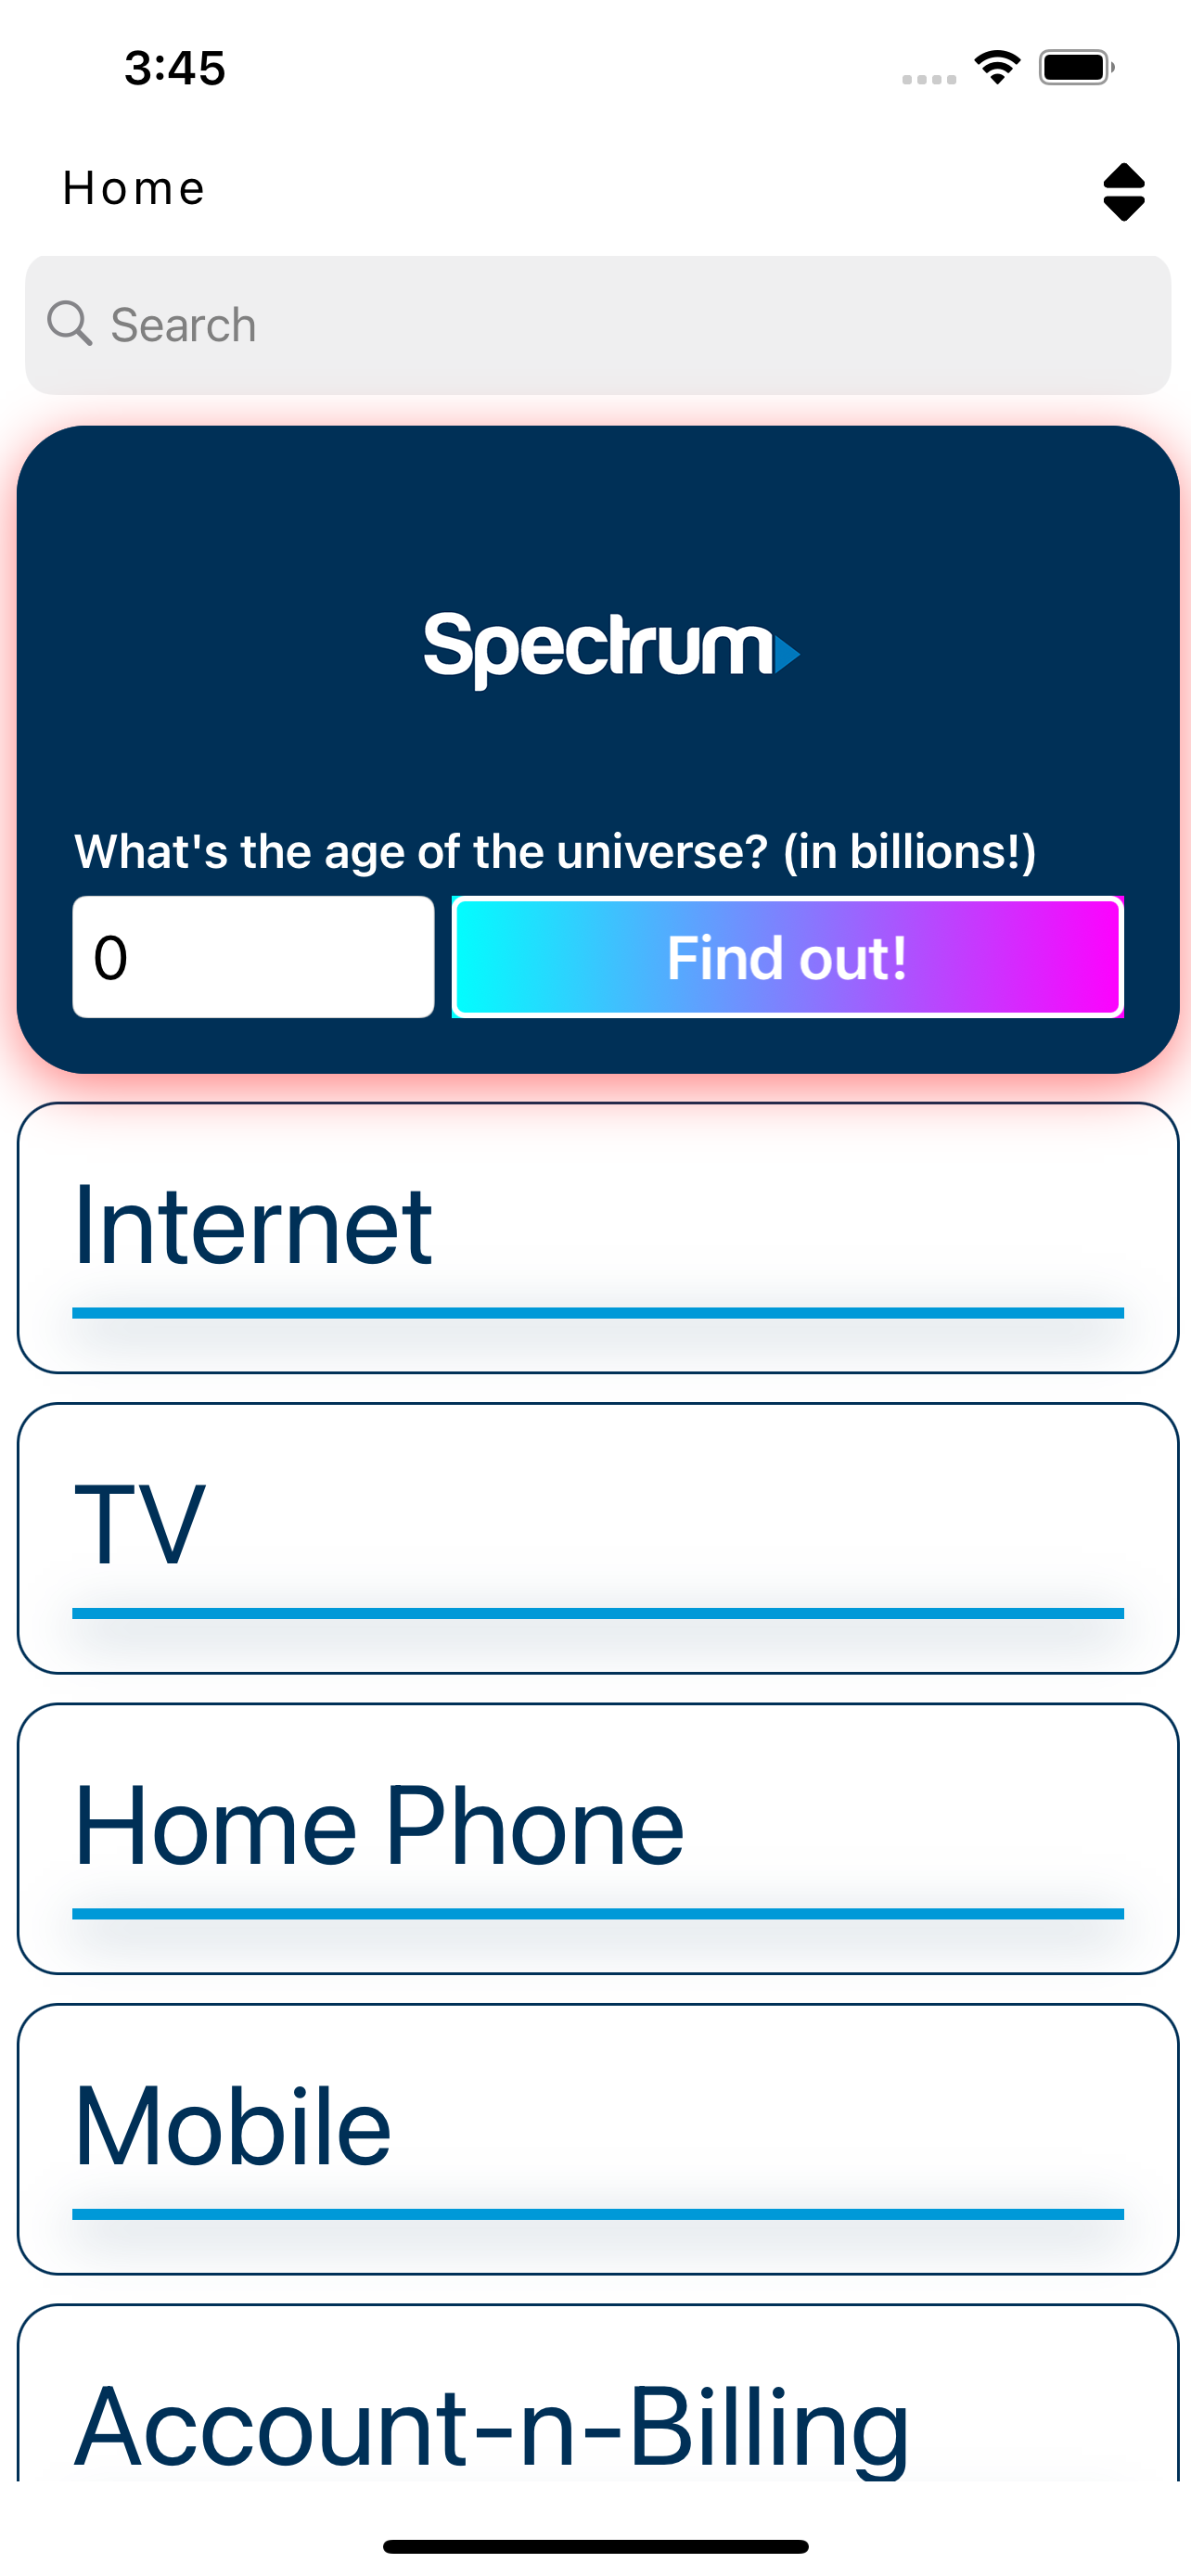 3:45
Home
Search
Spectrum
What's the age of the universe? (in billions!)
0
Find out!
Internet
TV
Home Phone
Mobile
Account-n-Billing